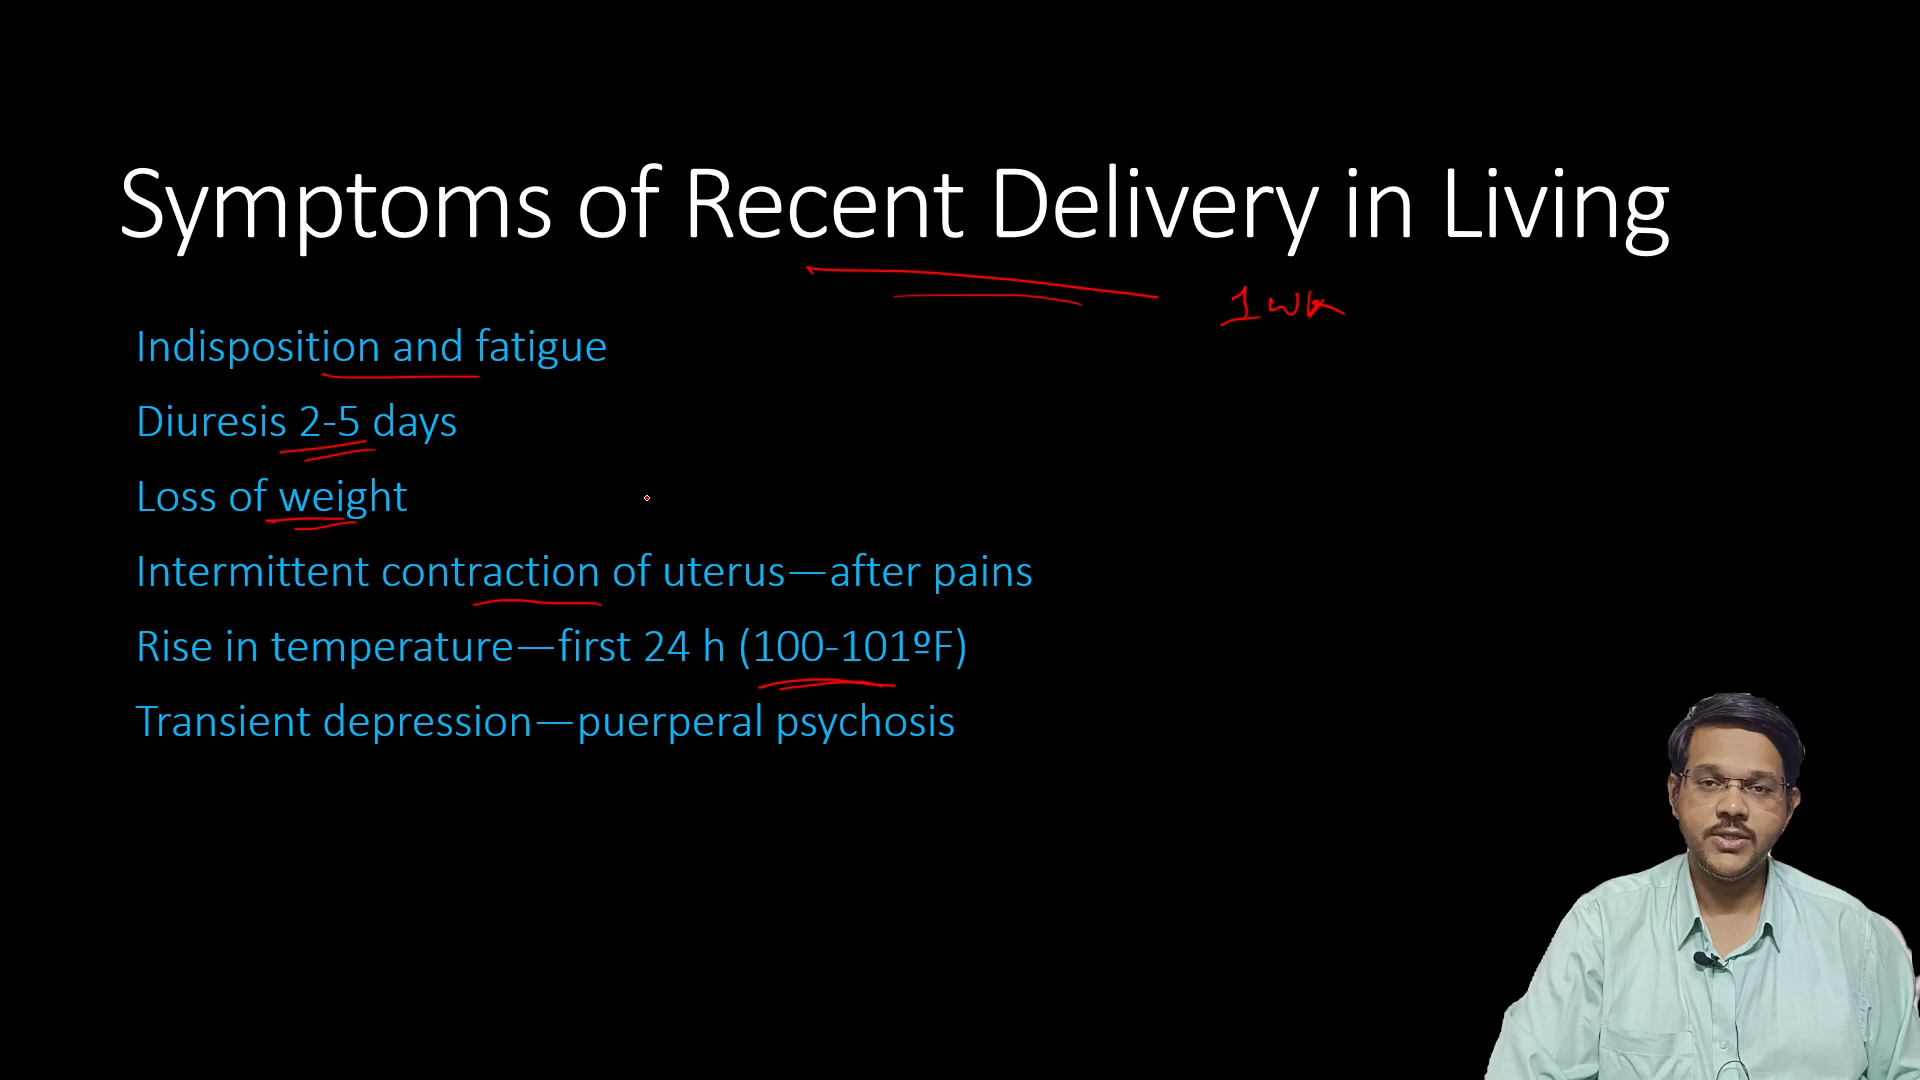 Symptoms of Recent Delivery in Living
1 wk
Indisposition and fatigue
Diuresis 2-5 days
Loss of weight
Intermittent contraction of uterus—after pains
Rise in temperature—first 24 h (100-101ºF)
Transient depression—puerperal psychosis